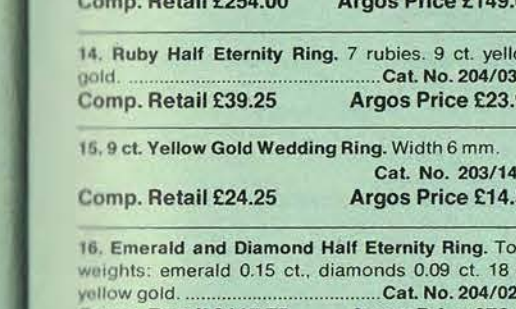 Comp. Retail £254.00 Argos Price £149.
14. Ruby Half Eternity Ring. 7 rubies. 9 ct. yello
gold. ............................................ Cat. No. 204/03
Comp. Retail £39.25 Argos Price £23.
15. 9 ct. Yellow Gold Wedding Ring. Width 6 mm.
Cat. No. 203/14
Comp. Retail £24.25 Argos Price £14.
16. Emerald and Diamond Half Eternity Ring. To
weights: emerald 0.15 ct., diamonds 0.09 ct. 18
yellow gold. ................................. Cat. No. 204/02